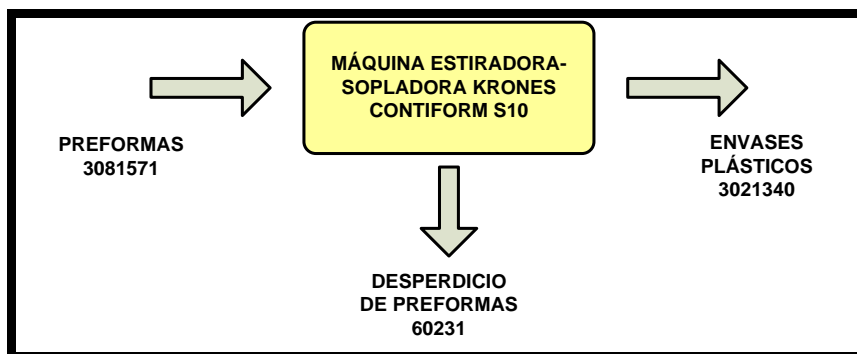 MÁQUINA ESTIRADORA-
SOPLADORA KRONES
CONTIFORM S10
PREFORMAS
3081571
ENVASES
PLÁSTICOS
3021340
DESPERDICIO
DE PREFORMAS
60231